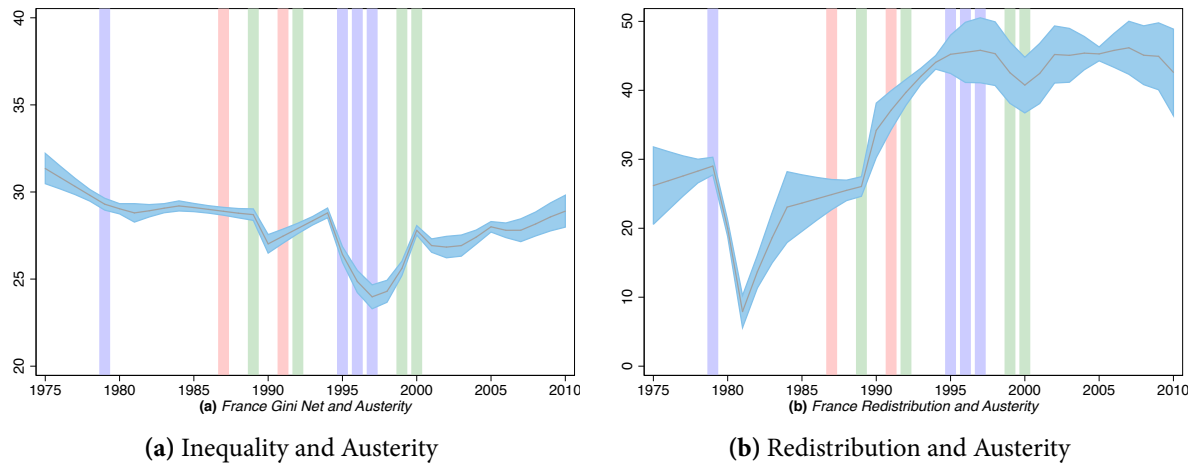 40
35
30
25
20
1975 1980 1985 1990 1995 2000 2005 2010
(a) France Gini Net and Austerity
(a) Inequality and Austerity
50
40
30
20
10
0
1975 1980 1985 1990 1995 2000 2005 2010
(b) France Redistribution and Austerity
(b) Redistribution and Austerity